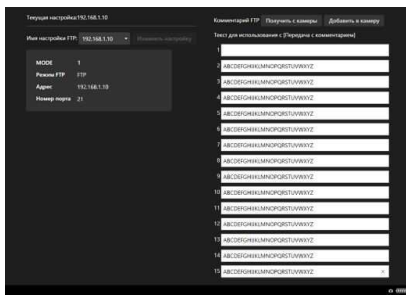 Текущая настройка:192.168.1.10
Имя настройки FTP: 192.168.1.10 Изменить настройку
MODE 1
Режим FTP FTP
Адрес 192.168.1.10
Номер порта 21
Комментарий FTP Получить с камеры Добавить в камеру
Текст для использования с [Передача с комментарием]
1
2 ABCDEFGHIJKLMNOPQRSTUVWXYZ
3 ABCDEFGHIJKLMNOPQRSTUVWXYZ
4 ABCDEFGHIJKLMNOPQRSTUVWXYZ
5 ABCDEFGHIJKLMNOPQRSTUVWXYZ
6 ABCDEFGHIJKLMNOPQRSTUVWXYZ
7 ABCDEFGHIJKLMNOPQRSTUVWXYZ
8 ABCDEFGHIJKLMNOPQRSTUVWXYZ
9 ABCDEFGHIJKLMNOPQRSTUVWXYZ
10 ABCDEFGHIJKLMNOPQRSTUVWXYZ
11 ABCDEFGHIJKLMNOPQRSTUVWXYZ
12 ABCDEFGHIJKLMNOPQRSTUVWXYZ
13 ABCDEFGHIJKLMNOPQRSTUVWXYZ
14 ABCDEFGHIJKLMNOPQRSTUVWXYZ
15 ABCDEFGHIJKLMNOPQRSTUVWXYZ